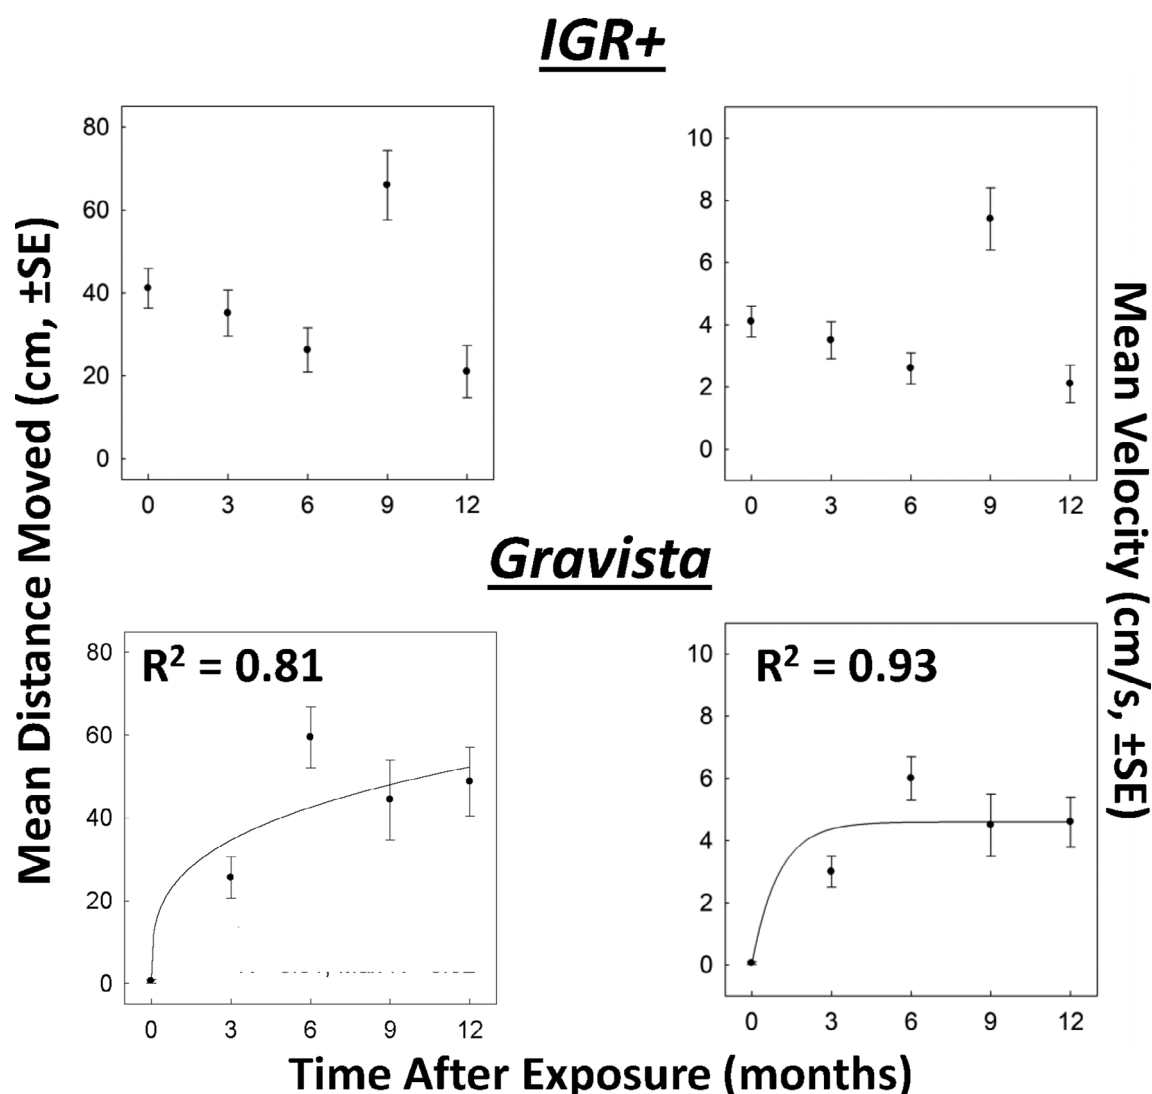 IGR+
Mean Distance Moved (cm, ±SE)
80
60
40
20
0
0 3 6 9 12
10
8
6
4
2
0
0 3 6 9 12
Mean Velocity (cm/s, ±SE)
Gravista
R² = 0.81
80
60
40
20
0
0 3 6 9 12
R² = 0.93
10
8
6
4
2
0
0 3 6 9 12
Time After Exposure (months)